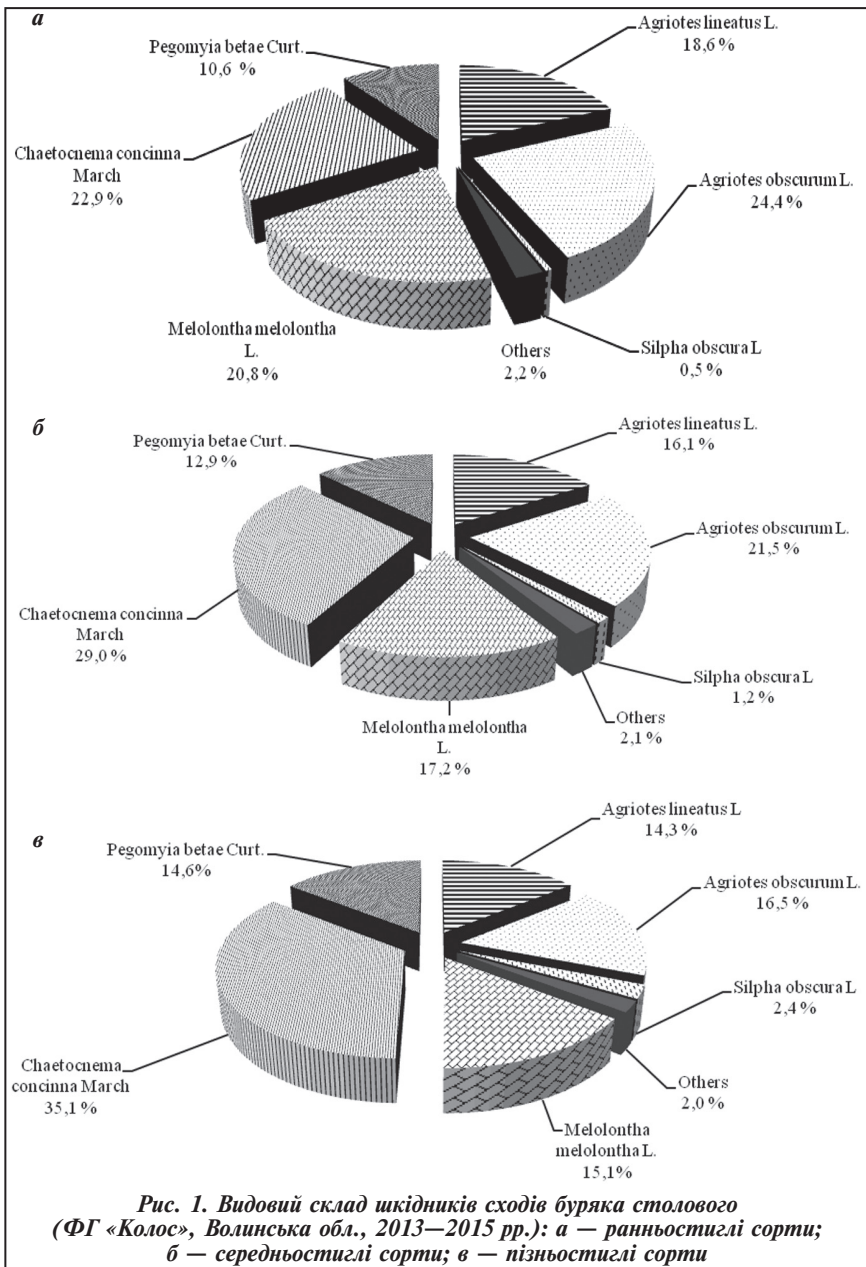 а
Pegomyia betae Curt.
10,6 %
Agriotes lineatus L.
18,6 %
Chaetocnema concinna
March
22,9 %
Agriotes obscurum L.
24,4 %
Melolontha melolontha
L.
20,8 %
Others
2,2 %
Silpha obscura L
0,5 %
б
Pegomyia betae Curt.
12,9 %
Agriotes lineatus L.
16,1 %
Agriotes obscurum L.
21,5 %
Chaetocnema concinna
March
29,0 %
Silpha obscura L
1,2 %
Others
2,1 %
Melolontha melolontha
L.
17,2 %
в
Pegomyia betae Curt.
14,6%
Agriotes lineatus L
14,3 %
Agriotes obscurum L.
16,5 %
Silpha obscura L
2,4 %
Chaetocnema
concinna March
35,1 %
Others
2,0 %
Melolontha
melolontha L.
15,1%
Рис. 1. Видовий склад шкідників сходів буряка столового
(ФГ «Колос», Волинська обл., 2013—2015 рр.): а — ранньостиглі сорти;
б — середньостиглі сорти; в — пізньостиглі сорти